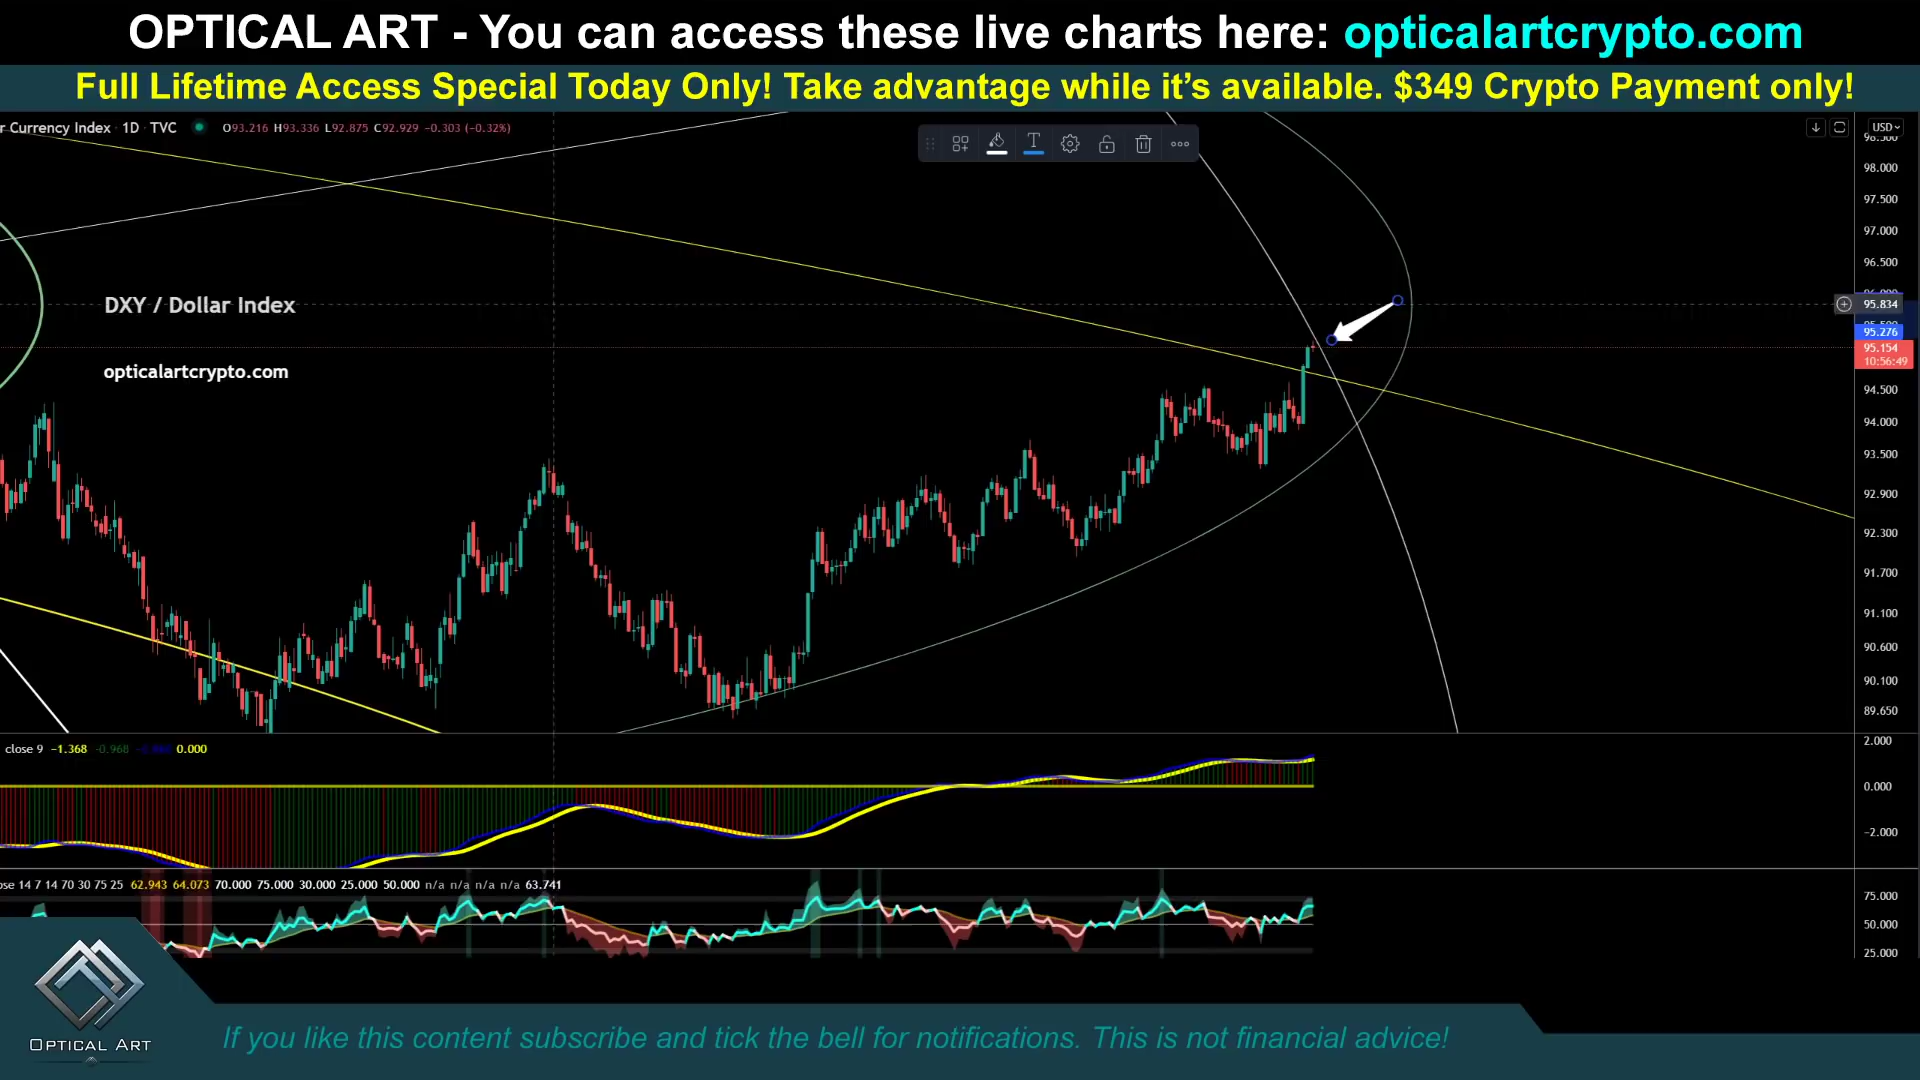 OPTICAL ART - You can access these live charts here: opticalartcrypto.com
Full Lifetime Access Special Today Only! Take advantage while it's available. $349 Crypto Payment only!
r Currency Index · 1D · TVC O93.216 H93.336 L92.875 C92.929 −0.303 (−0.32%)
USD
98.000
97.500
97.000
96.500
95.834
95.276
95.154
10:56:49
94.500
94.000
93.500
92.900
92.300
91.700
91.100
90.600
90.100
89.650
DXY / Dollar Index
opticalartcrypto.com
close 9 −1.368 -0.968 0.000
2.000
0.000
−2.000
ose 14 7 14 70 30 75 25 62.943 64.073 70.000 75.000 30.000 25.000 50.000 n/a n/a n/a n/a 63.741
75.000
50.000
25.000
OPTICAL ART
If you like this content subscribe and tick the bell for notifications. This is not financial advice!